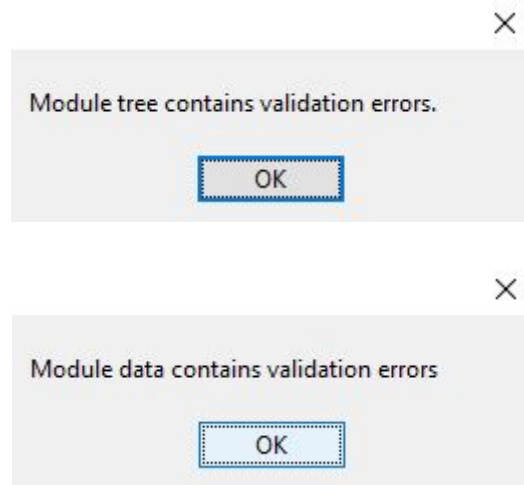 Module tree contains validation errors.
OK
Module data contains validation errors
OK